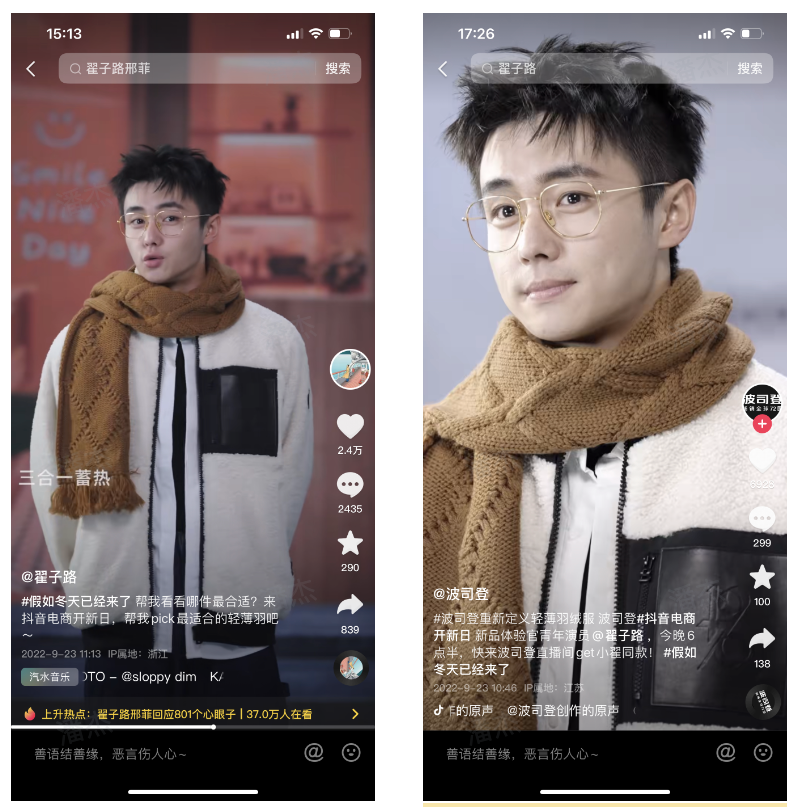 15:13
翟子路邢菲
搜索
Smile
Nice
Day
2.4万
三合一蓄热
2435
290
@翟子路
#假如冬天已经来了 帮我看看哪件最合适？来
抖音电商开新日，帮我pick最适合的轻薄羽绒吧
～
839
2022-9-23 11:13 IP属地：浙江
汽水音乐
OTO – @sloppy dim
上升热点：翟子路邢菲回应801个心眼子 | 37.0万人在看
善语结善缘，恶言伤人心~
17:26
翟子路
搜索
波司登
299
100
@波司登
#波司登重新定义轻薄羽绒服 波司登#抖音电商
开新日 新品体验官青年演员@翟子路 ，今晚6
点半，快来波司登直播间get小翟同款！ #假如
冬天已经来了
138
2022-9-23 10:46 IP属地：江苏
的原声 @波司登创作的原声
波司登
善语结善缘，恶言伤人心~